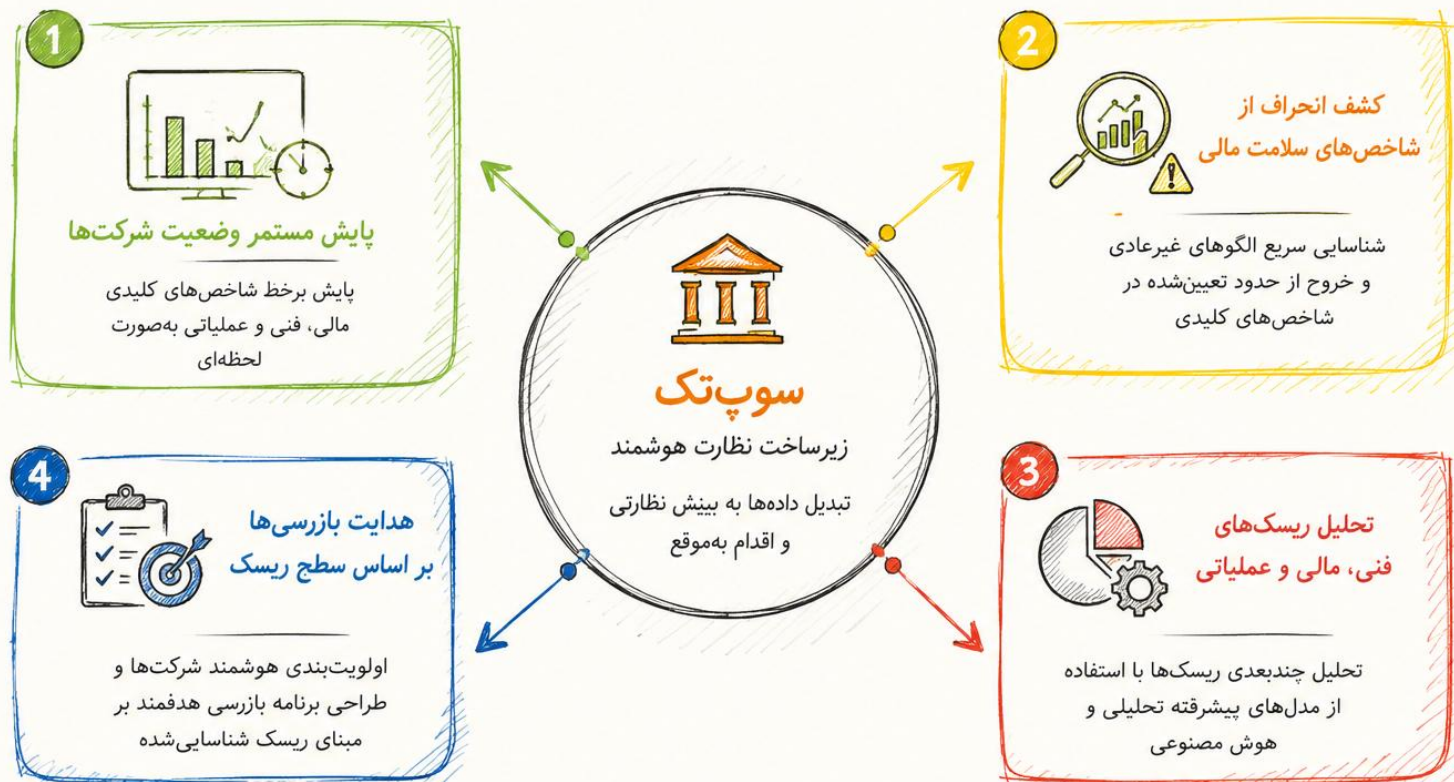 1
پایش مستمر وضعیت شرکت‌ها
پایش برخظ شاخص‌های کلیدی
مالی، فنی و عملیاتی به‌صورت
لحظه‌ای
2
کشف انحراف از
شاخص‌های سلامت مالی
شناسایی سریع الگوهای غیرعادی
و خروج از حدود تعیین‌شده در
شاخص‌های کلیدی
سوپ‌تک
زیرساخت نظارت هوشمند
تبدیل داده‌ها به بینش نظارتی
و اقدام به‌موقع
3
تحلیل ریسک‌های
فنی، مالی و عملیاتی
تحلیل چندبعدی ریسک‌ها با استفاده
از مدل‌های پیشرفته تحلیلی و
هوش مصنوعی
4
هدایت بازرسی‌ها
بر اساس سطح ریسک
اولویت‌بندی هوشمند شرکت‌ها و
طراحی برنامه بازرسی هدفمند بر
مبنای ریسک شناسایی‌شده